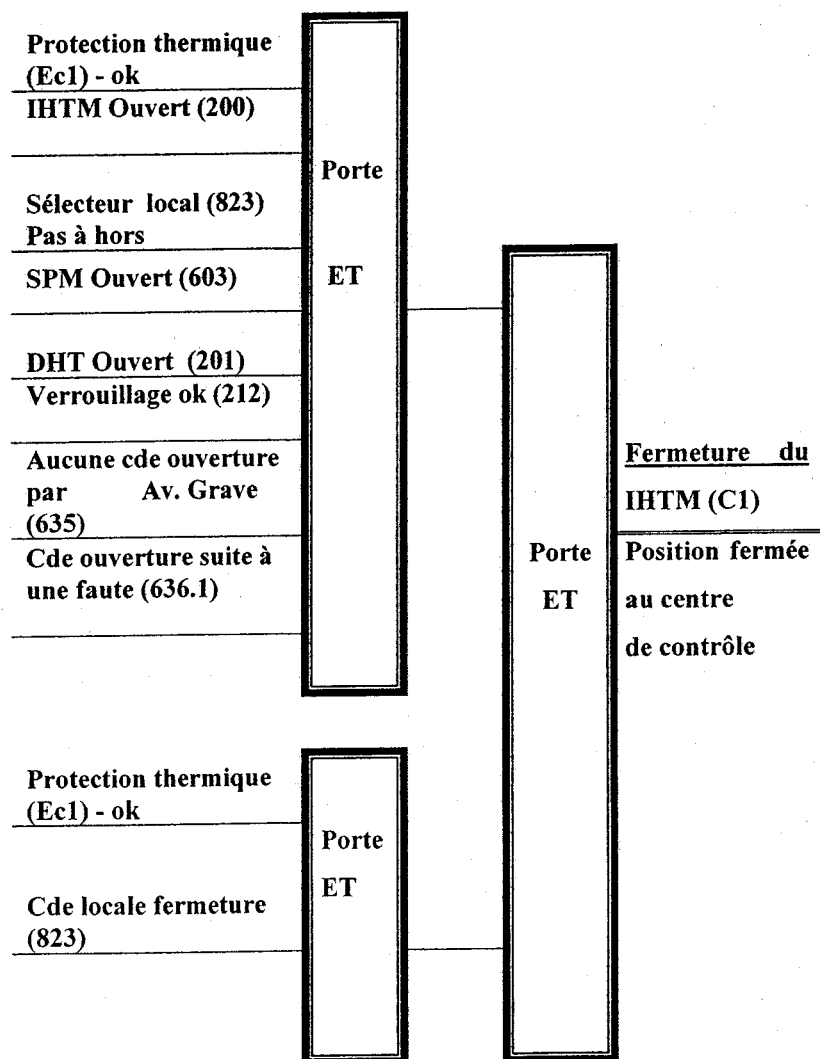 Protection thermique
(Ec1) - ok
IHTM Ouvert (200)
Sélecteur local (823)
Pas à hors
SPM Ouvert (603)
DHT Ouvert (201)
Verrouillage ok (212)
Aucune cde ouverture
par Av. Grave
(635)
Cde ouverture suite à
une faute (636.1)
Porte
ET
Protection thermique
(Ec1) - ok
Cde locale fermeture
(823)
Porte
ET
Porte
ET
Fermeture du
IHTM (C1)
Position fermée
au centre
de contrôle